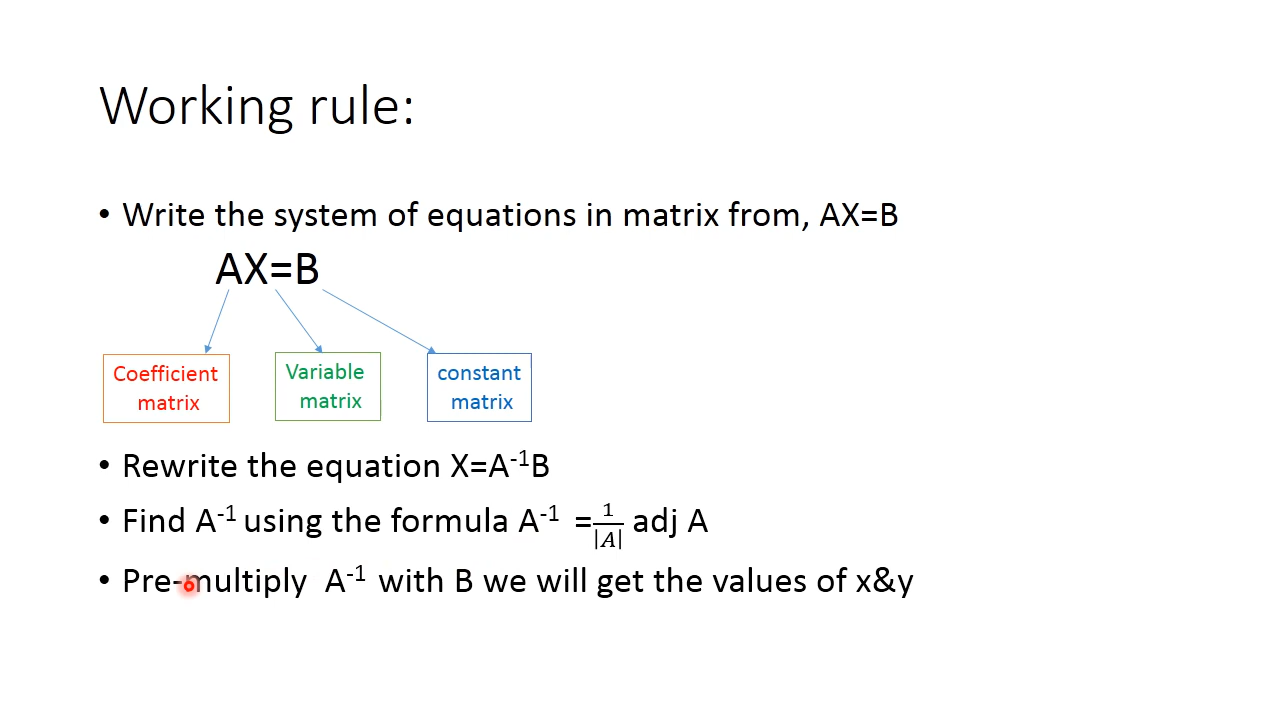 Working rule:
• Write the system of equations in matrix from, AX=B
AX=B
Coefficient matrix
Variable matrix
constant matrix
• Rewrite the equation X=A⁻¹B
• Find A⁻¹ using the formula A⁻¹ = 1/|A| adj A
• Pre-multiply A⁻¹ with B we will get the values of x&y